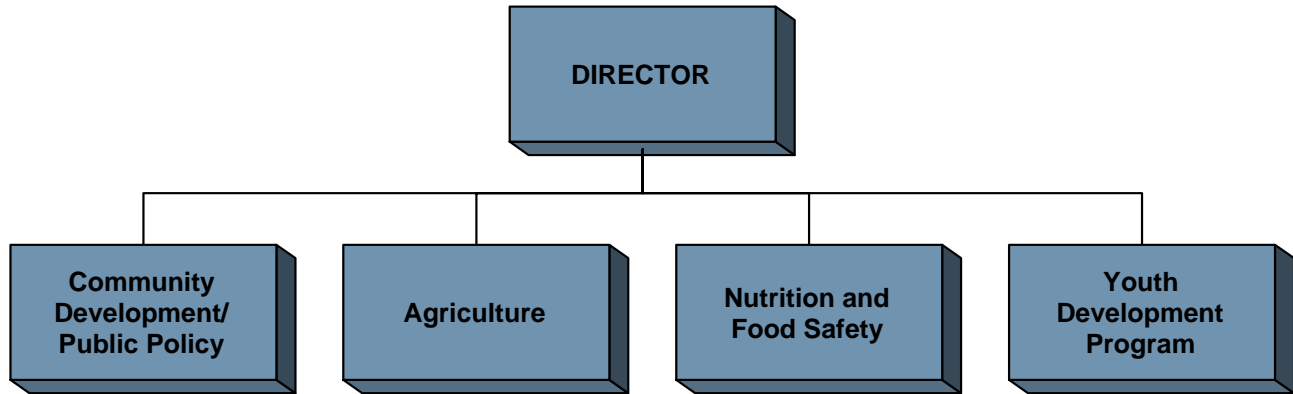 DIRECTOR
Community
Development/
Public Policy
Agriculture
Nutrition and
Food Safety
Youth
Development
Program